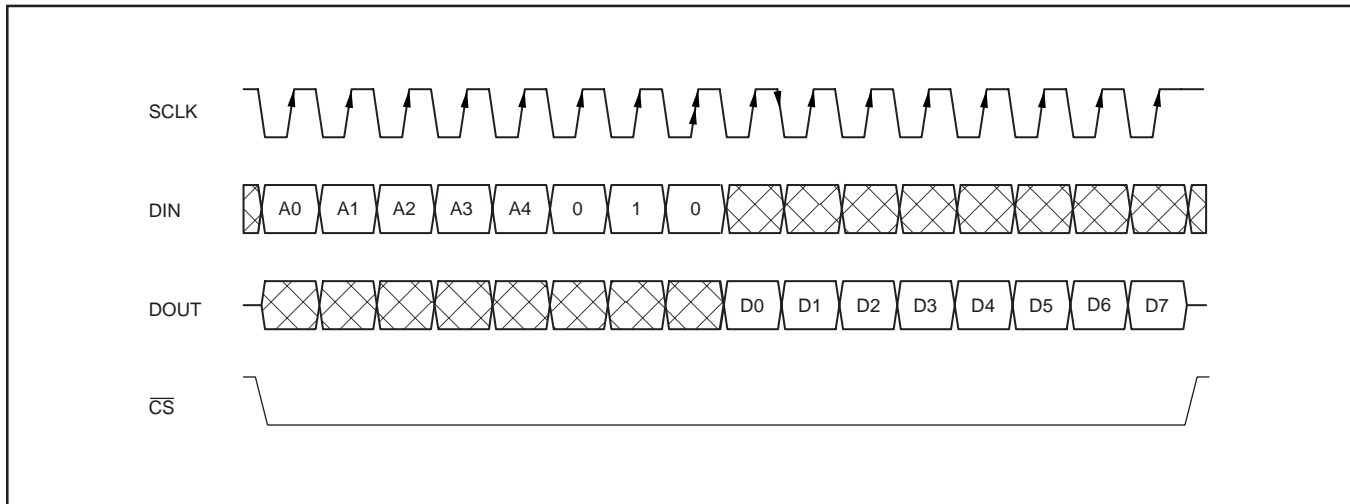 SCLK
DIN A0 A1 A2 A3 A4 0 1 0
DOUT D0 D1 D2 D3 D4 D5 D6 D7
C̅S̅